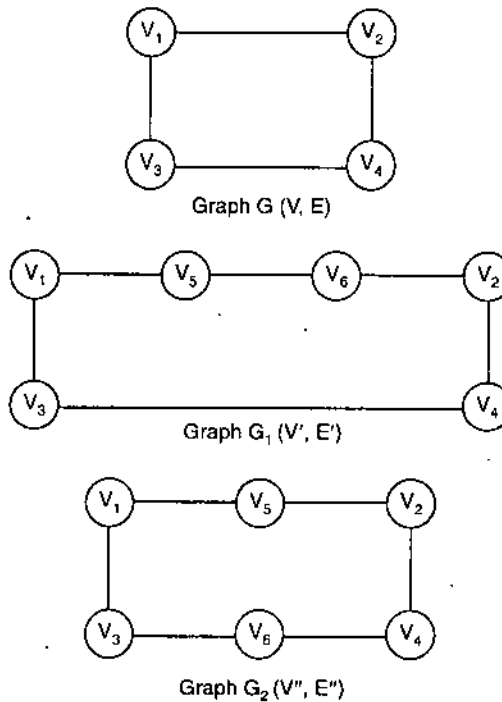 V₁ V₂
V₃ V₄
Graph G (V, E)
V₁ V₅ V₆ V₂
V₃ V₄
Graph G₁ (V′, E′)
V₁ V₅ V₂
V₃ V₆ V₄
Graph G₂ (V″, E″)